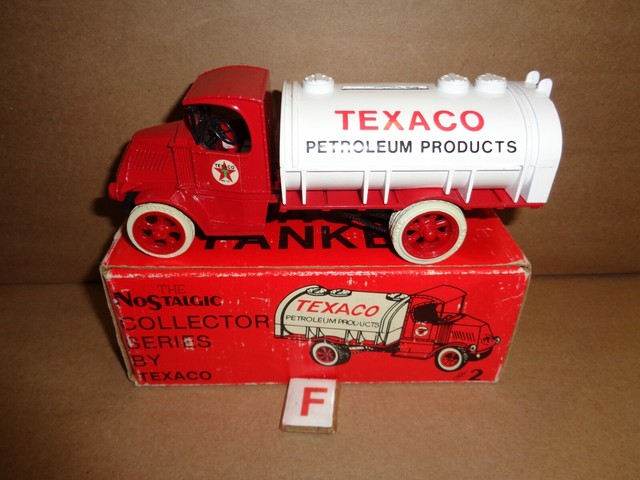 TEXACO
PETROLEUM PRODUCTS
TEXACO
TANKE
THE
NOSTALGIC
COLLECTOR
SERIES
BY
TEXACO
TEXACO
PETROLEUM PRODUCTS
#2
F